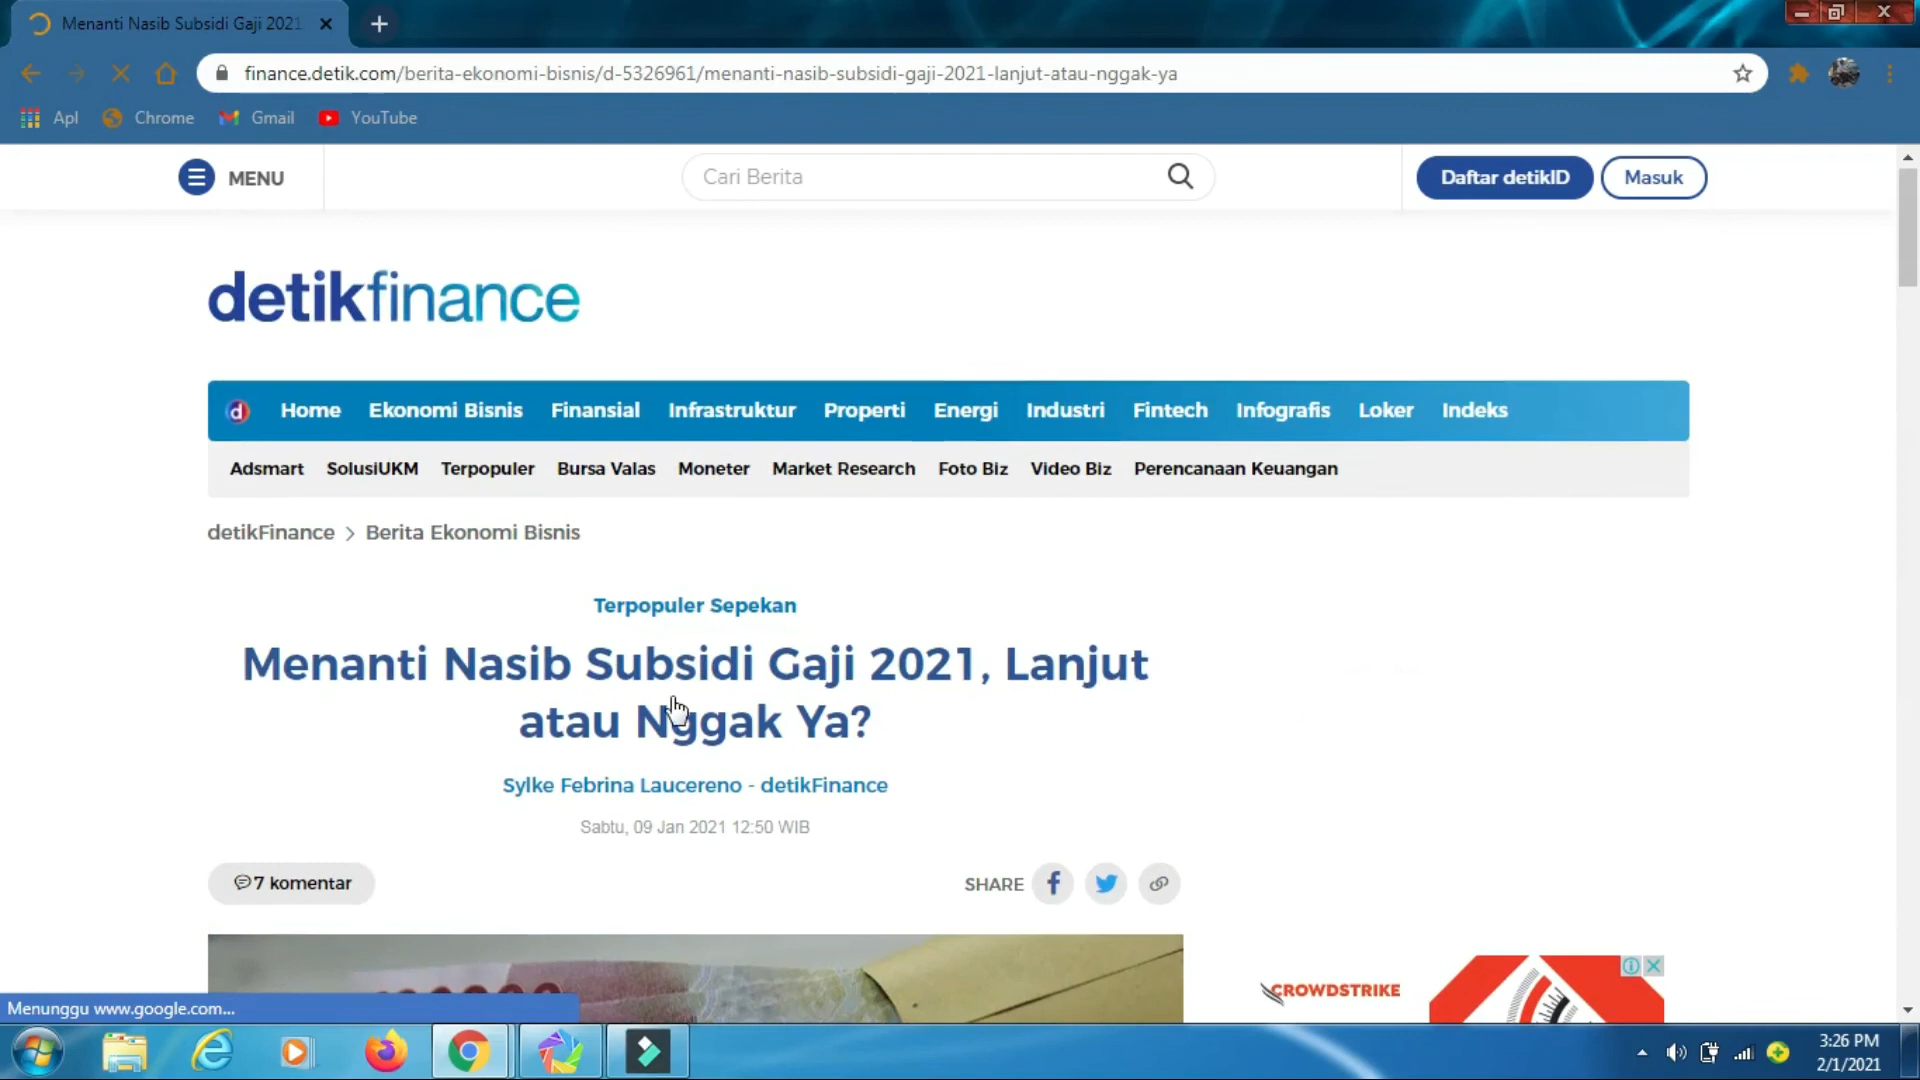 Menanti Nasib Subsidi Gaji 2021
finance.detik.com/berita-ekonomi-bisnis/d-5326961/menanti-nasib-subsidi-gaji-2021-lanjut-atau-nggak-ya
Apl Chrome Gmail YouTube
MENU
Cari Berita
Daftar detikID
Masuk
detikfinance
d Home Ekonomi Bisnis Finansial Infrastruktur Properti Energi Industri Fintech Infografis Loker Indeks
Adsmart SolusiUKM Terpopuler Bursa Valas Moneter Market Research Foto Biz Video Biz Perencanaan Keuangan
detikFinance > Berita Ekonomi Bisnis
Terpopuler Sepekan
Menanti Nasib Subsidi Gaji 2021, Lanjut
atau Nggak Ya?
Sylke Febrina Laucereno - detikFinance
Sabtu, 09 Jan 2021 12:50 WIB
7 komentar
SHARE
CROWDSTRIKE
Menunggu www.google.com...
3:26 PM
2/1/2021